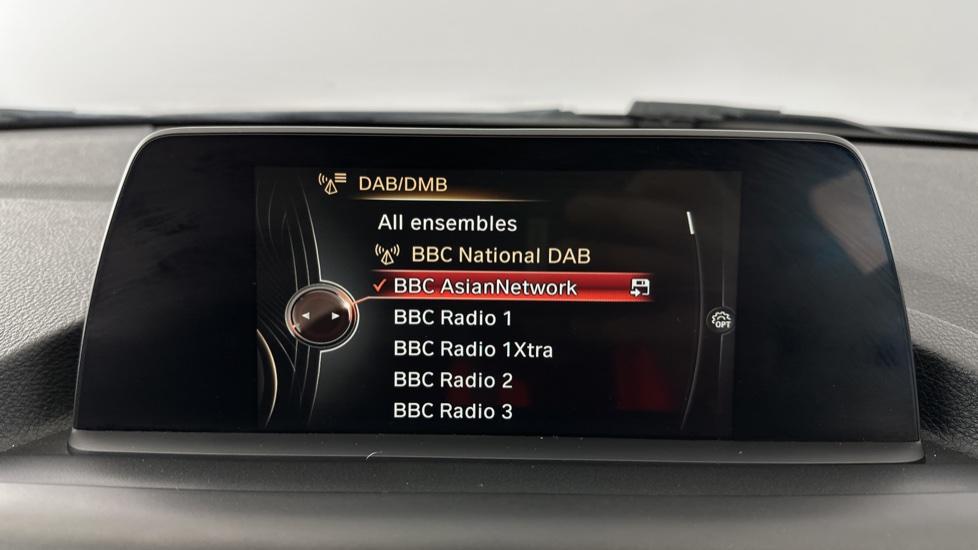 DAB/DMB
All ensembles
BBC National DAB
BBC AsianNetwork
BBC Radio 1
BBC Radio 1Xtra
BBC Radio 2
BBC Radio 3
OPT